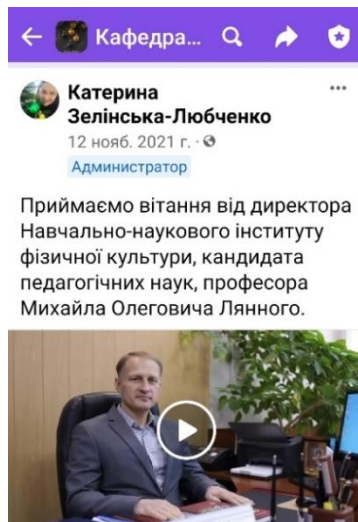 Кафедра...
Катерина
Зелінська-Любченко
12 нояб. 2021 г. ·
Администратор
Приймаємо вітання від директора
Навчально-наукового інституту
фізичної культури, кандидата
педагогічних наук, професора
Михайла Олеговича Лянного.